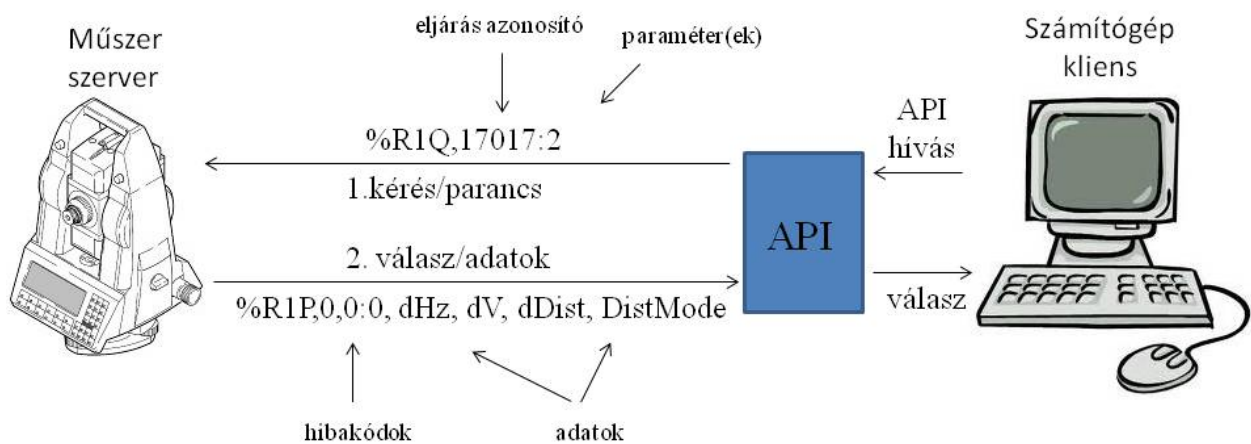 eljárás azonosító
paraméter(ek)
Műszer
szerver
Számítógép
kliens
API
hívás
%R1Q,17017:2
1.kérés/parancs
API
2. válasz/adatok
válasz
%R1P,0,0:0, dHz, dV, dDist, DistMode
hibakódok
adatok